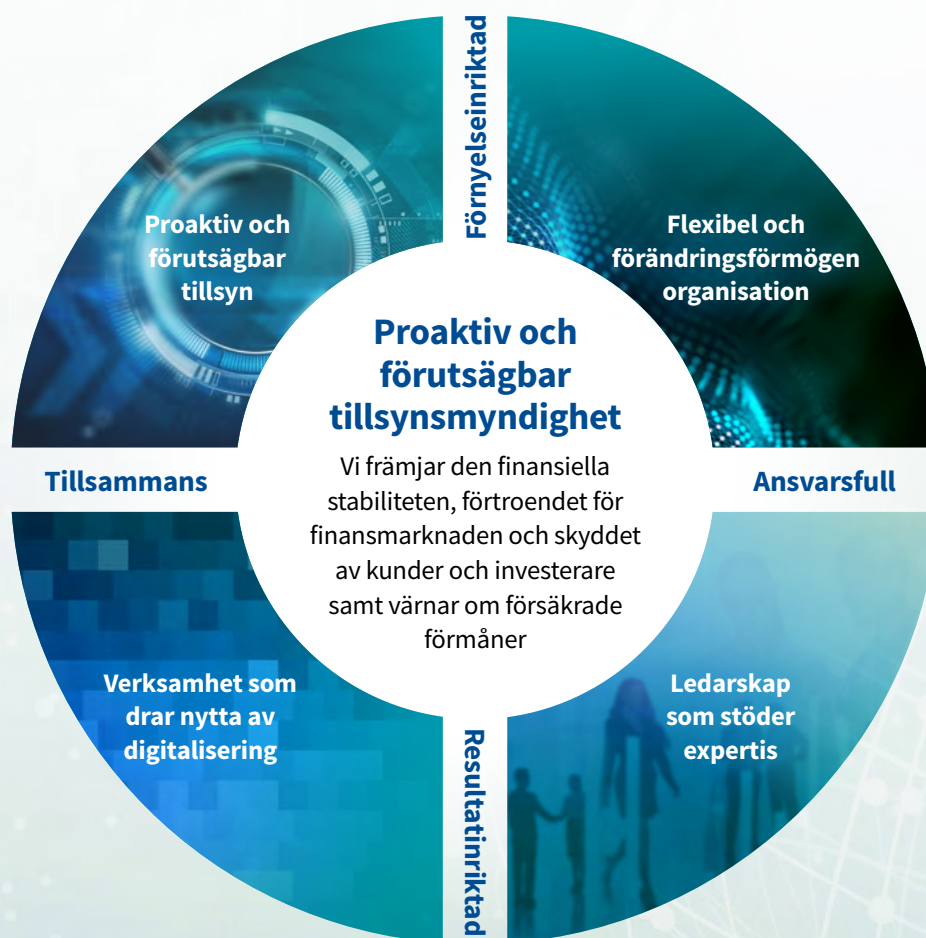 Förnyelseinriktad
Proaktiv och
förutsägbar
tillsyn
Flexibel och
förändringsförmögen
organisation
Proaktiv och
förutsägbar
tillsynsmyndighet
Vi främjar den finansiella
stabiliteten, förtroendet för
finansmarknaden och skyddet
av kunder och investerare
samt värnar om försäkrade
förmåner
Tillsammans
Ansvarsfull
Verksamhet som
drar nytta av
digitalisering
Ledarskap
som stöder
expertis
Resultatinriktad